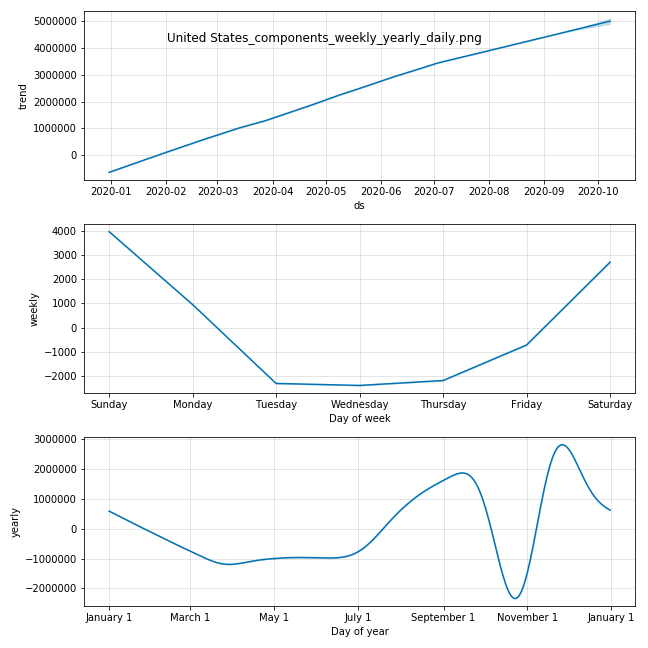 United States_components_weekly_yearly_daily.png
5000000
4000000
3000000
2000000
1000000
0
trend
2020-01 2020-02 2020-03 2020-04 2020-05 2020-06 2020-07 2020-08 2020-09 2020-10
ds
4000
3000
2000
1000
0
−1000
−2000
weekly
Sunday Monday Tuesday Wednesday Thursday Friday Saturday
Day of week
3000000
2000000
1000000
0
−1000000
−2000000
yearly
January 1 March 1 May 1 July 1 September 1 November 1 January 1
Day of year